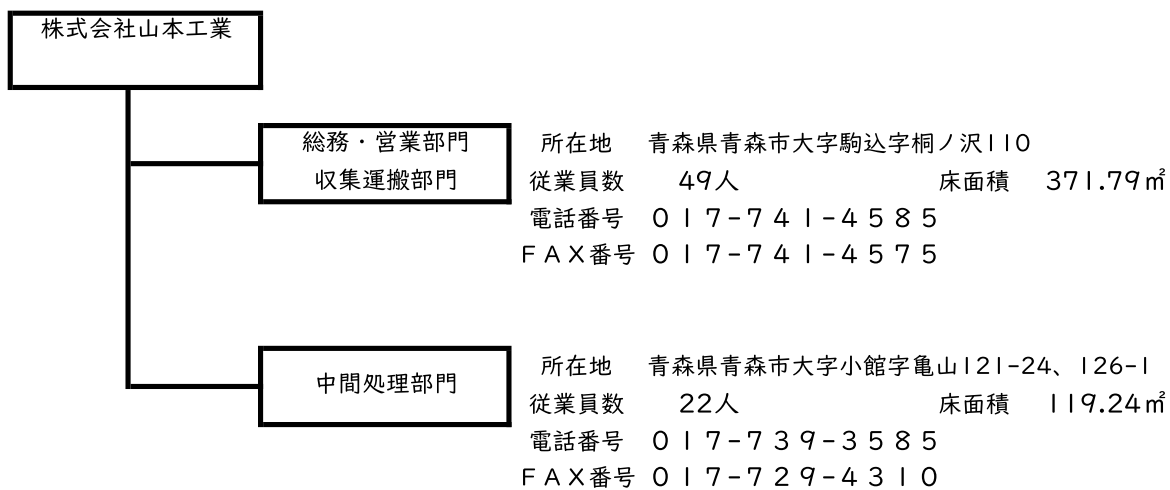 株式会社山本工業
総務・営業部門
収集運搬部門
所在地 青森県青森市大字駒込字桐ノ沢110
従業員数 49人 床面積 371.79㎡
電話番号 017-741-4585
FAX番号 017-741-4575
中間処理部門
所在地 青森県青森市大字小館字亀山121-24、126-1
従業員数 22人 床面積 119.24㎡
電話番号 017-739-3585
FAX番号 017-729-4310